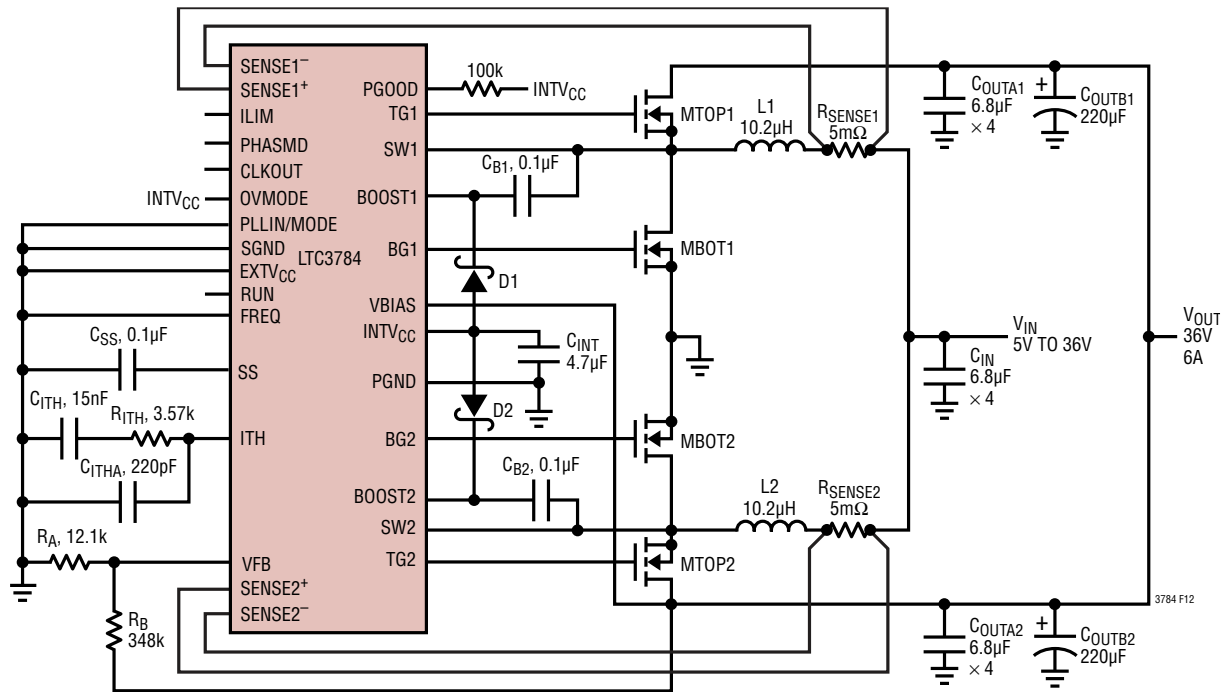 SENSE1–
SENSE1+
ILIM
PHASMD
CLKOUT
INTVCC
OVMODE
PLLIN/MODE
SGND
LTC3784
EXTVCC
RUN
FREQ
CSS, 0.1µF
SS
CITH, 15nF
RITH, 3.57k
ITH
CITHA, 220pF
RA, 12.1k
VFB
SENSE2+
SENSE2–
RB
348k
PGOOD
100k
INTVCC
TG1
SW1
CB1, 0.1µF
BOOST1
BG1
D1
VBIAS
INTVCC
CINT
4.7µF
PGND
D2
BG2
CB2, 0.1µF
BOOST2
SW2
TG2
MTOP1
L1
10.2µH
RSENSE1
5mΩ
MBOT1
MBOT2
L2
10.2µH
RSENSE2
5mΩ
MTOP2
COUTA1
6.8µF
× 4
+
COUTB1
220µF
VIN
5V TO 36V
CIN
6.8µF
× 4
VOUT
36V
6A
3784 F12
COUTA2
6.8µF
× 4
+
COUTB2
220µF